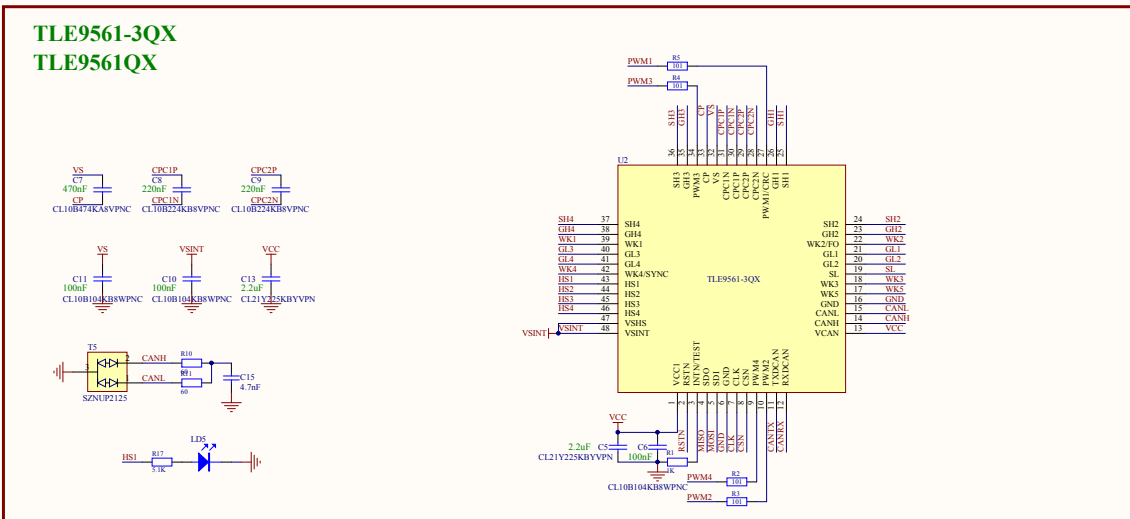 TLE9561-3QX
TLE9561QX
PWM1
R5
101
PWM3
R4
101
SH3
GH3
CP
VS
CPC1P
CPC1N
CPC2P
CPC2N
GH1
SH1
36
35
34
33
32
31
30
29
28
27
26
25
U2
SH3
GH3
PWM3
CP
VS
CPC1N
CPC1P
CPC2P
CPC2N
PWM1/CRC
GH1
SH1
VS
C7
470nF
CP
CL10B474KA8VPNC
CPC1P
C8
220nF
CPC1N
CL10B224KB8VPNC
CPC2P
C9
220nF
CPC2N
CL10B224KB8VPNC
VS
C11
100nF
CL10B104KB8WPNC
VSINT
C10
100nF
CL10B104KB8WPNC
VCC
C13
2.2uF
CL21Y225KBYVPN
SH4 37 SH4
GH4 38 GH4
WK1 39 WK1
GL3 40 GL3
GL4 41 GL4
WK4 42 WK4/SYNC
HS1 43 HS1
HS2 44 HS2
HS3 45 HS3
HS4 46 HS4
47 VSHS
VSINT VSINT 48 VSINT
TLE9561-3QX
SH2 24 SH2
GH2 23 GH2
WK2/FO 22 WK2
GL1 21 GL1
GL2 20 GL2
SL 19 SL
WK3 18 WK3
WK5 17 WK5
GND 16 GND
CANL 15 CANL
CANH 14 CANH
VCAN 13 VCC
T5
3
2
1
SZNUP2125
CANH
R10
CANL
R11
60
C15
4.7nF
VCC1
RSTN
INTN/TEST
SDO
SDI
GND
CLK
CSN
PWM4
PWM2
TXDCAN
RXDCAN
1
2
3
4
5
6
7
8
9
10
11
12
VCC
2.2uF C5
CL21Y225KBYVPN
C6
100nF
CL10B104KB8WPNC
RSTN
R1
1K
MISO
MOSI
GND
CLK
CSN
CANTX
CANRX
PWM4
R2
101
PWM2
R3
101
HS1
R17
5.1K
LD5